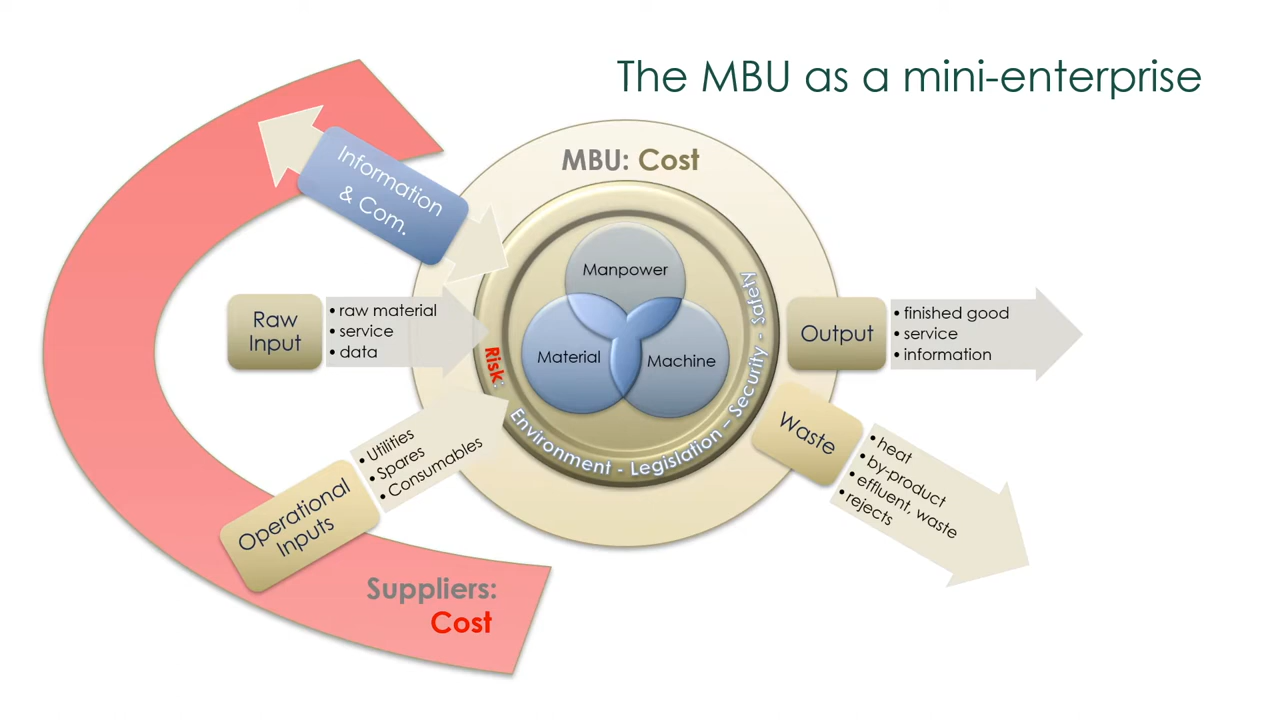 The MBU as a mini-enterprise
MBU: Cost
Information
& Com.
Manpower
Material
Machine
Raw
Input
• raw material
• service
• data
Risk:
Environment - Legislation – Security - Safety
Output
• finished good
• service
• information
Operational
Inputs
• Utilities
• Spares
• Consumables
Waste
• heat
• by-product
• effluent, waste
• rejects
Suppliers:
Cost